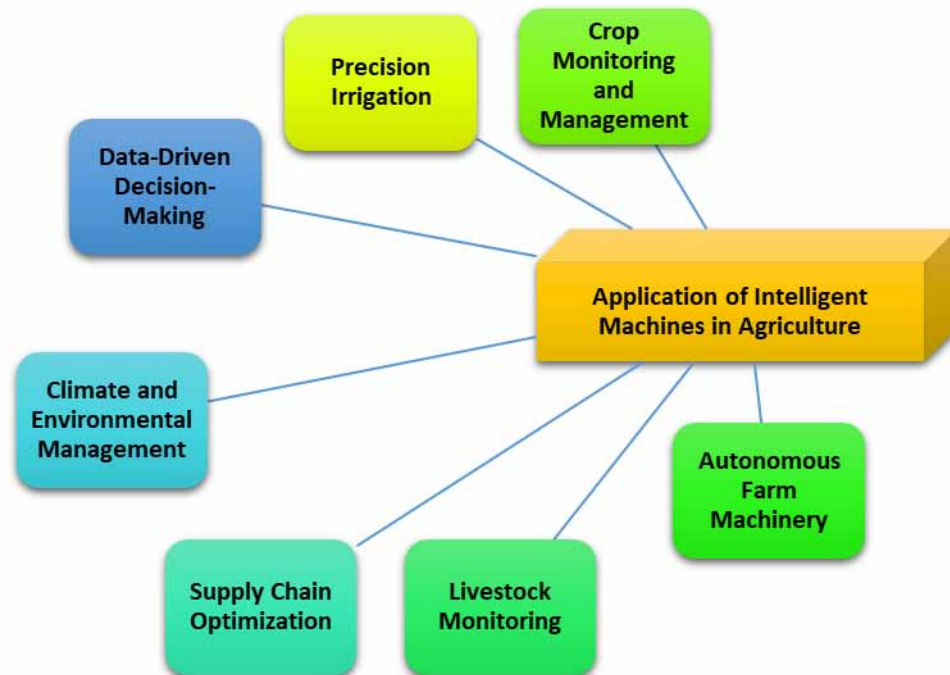 Crop
Monitoring
and
Management
Precision
Irrigation
Data-Driven
Decision-
Making
Application of Intelligent
Machines in Agriculture
Climate and
Environmental
Management
Autonomous
Farm
Machinery
Supply Chain
Optimization
Livestock
Monitoring